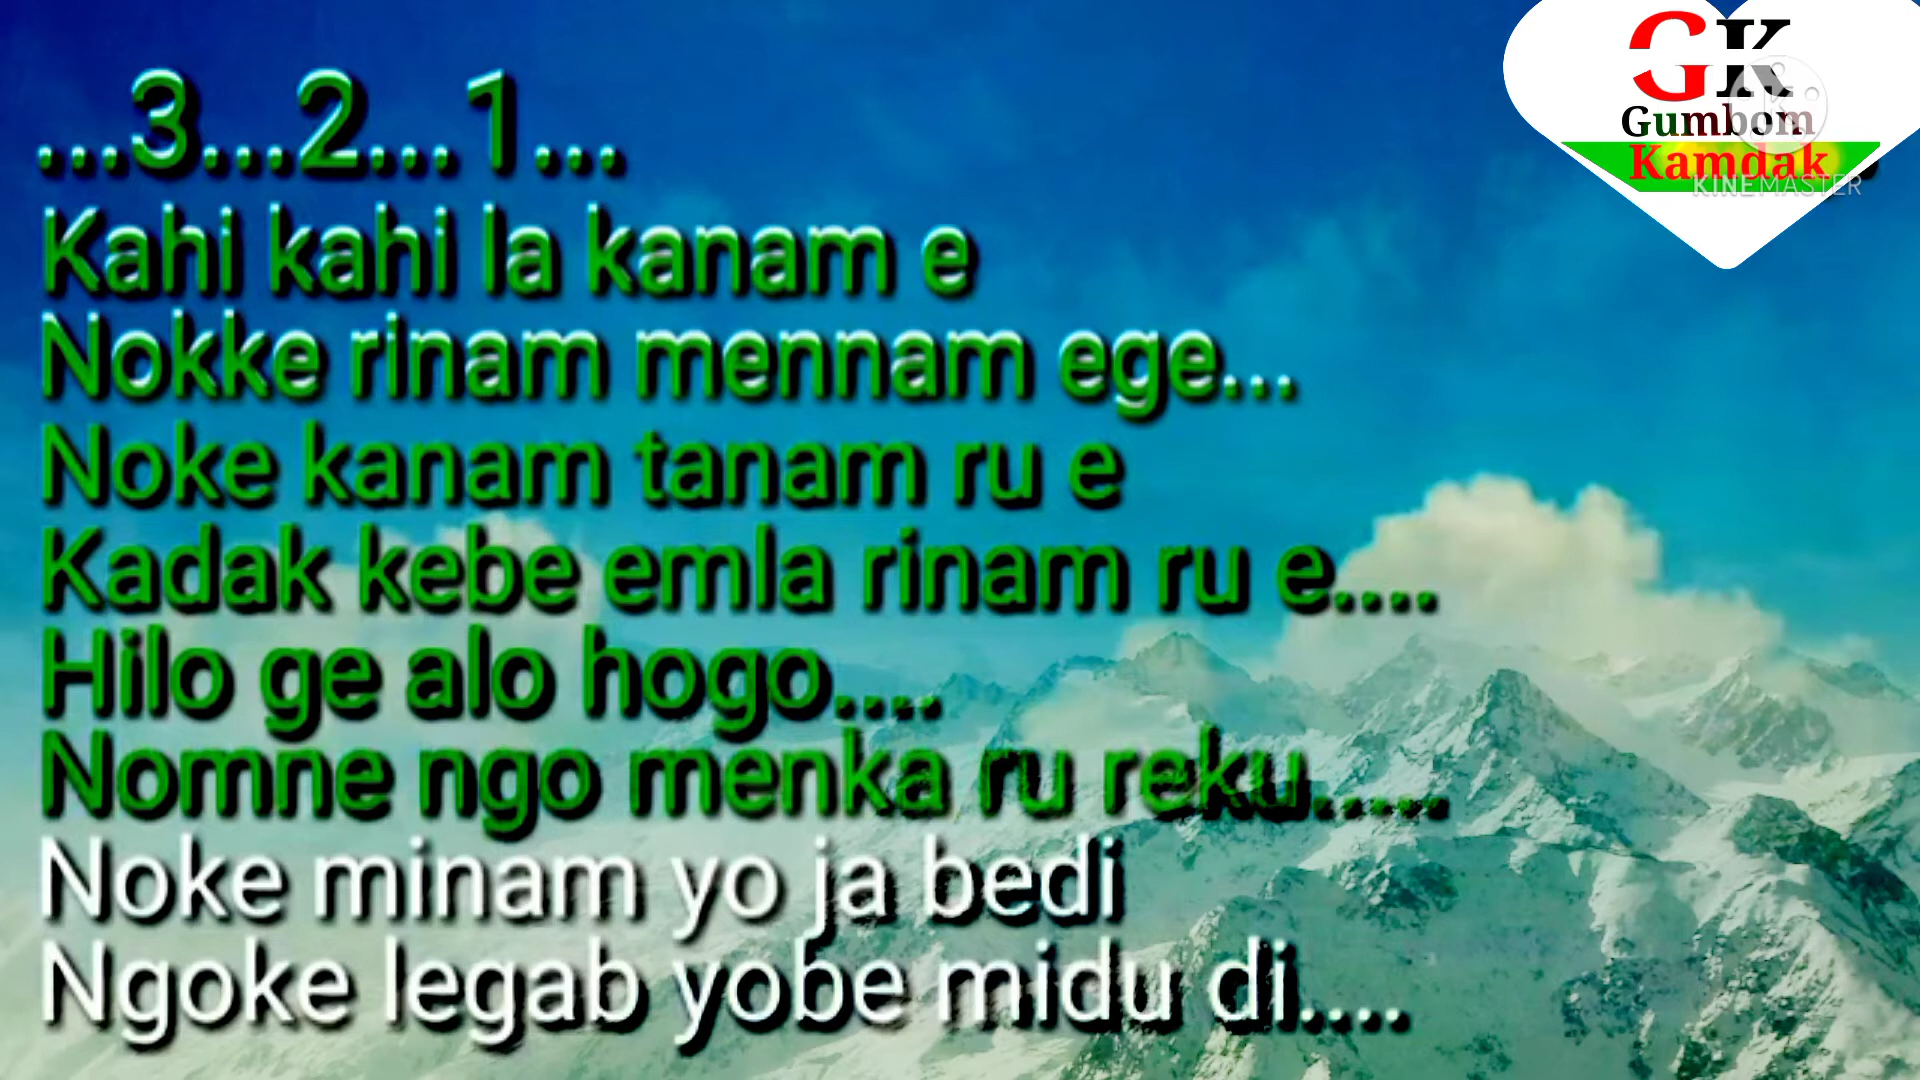 ...3...2...1...
Kahi kahi la kanam e
Nokke rinam mennam ege...
Noke kanam tanam ru e
Kadak kebe emla rinam ru e....
Hilo ge alo hogo....
Nomne ngo menka ru reku.....
Noke minam yo ja bedi
Ngoke legab yobe midu di....
GK
Gumbom
Kamdak
KINEMASTER